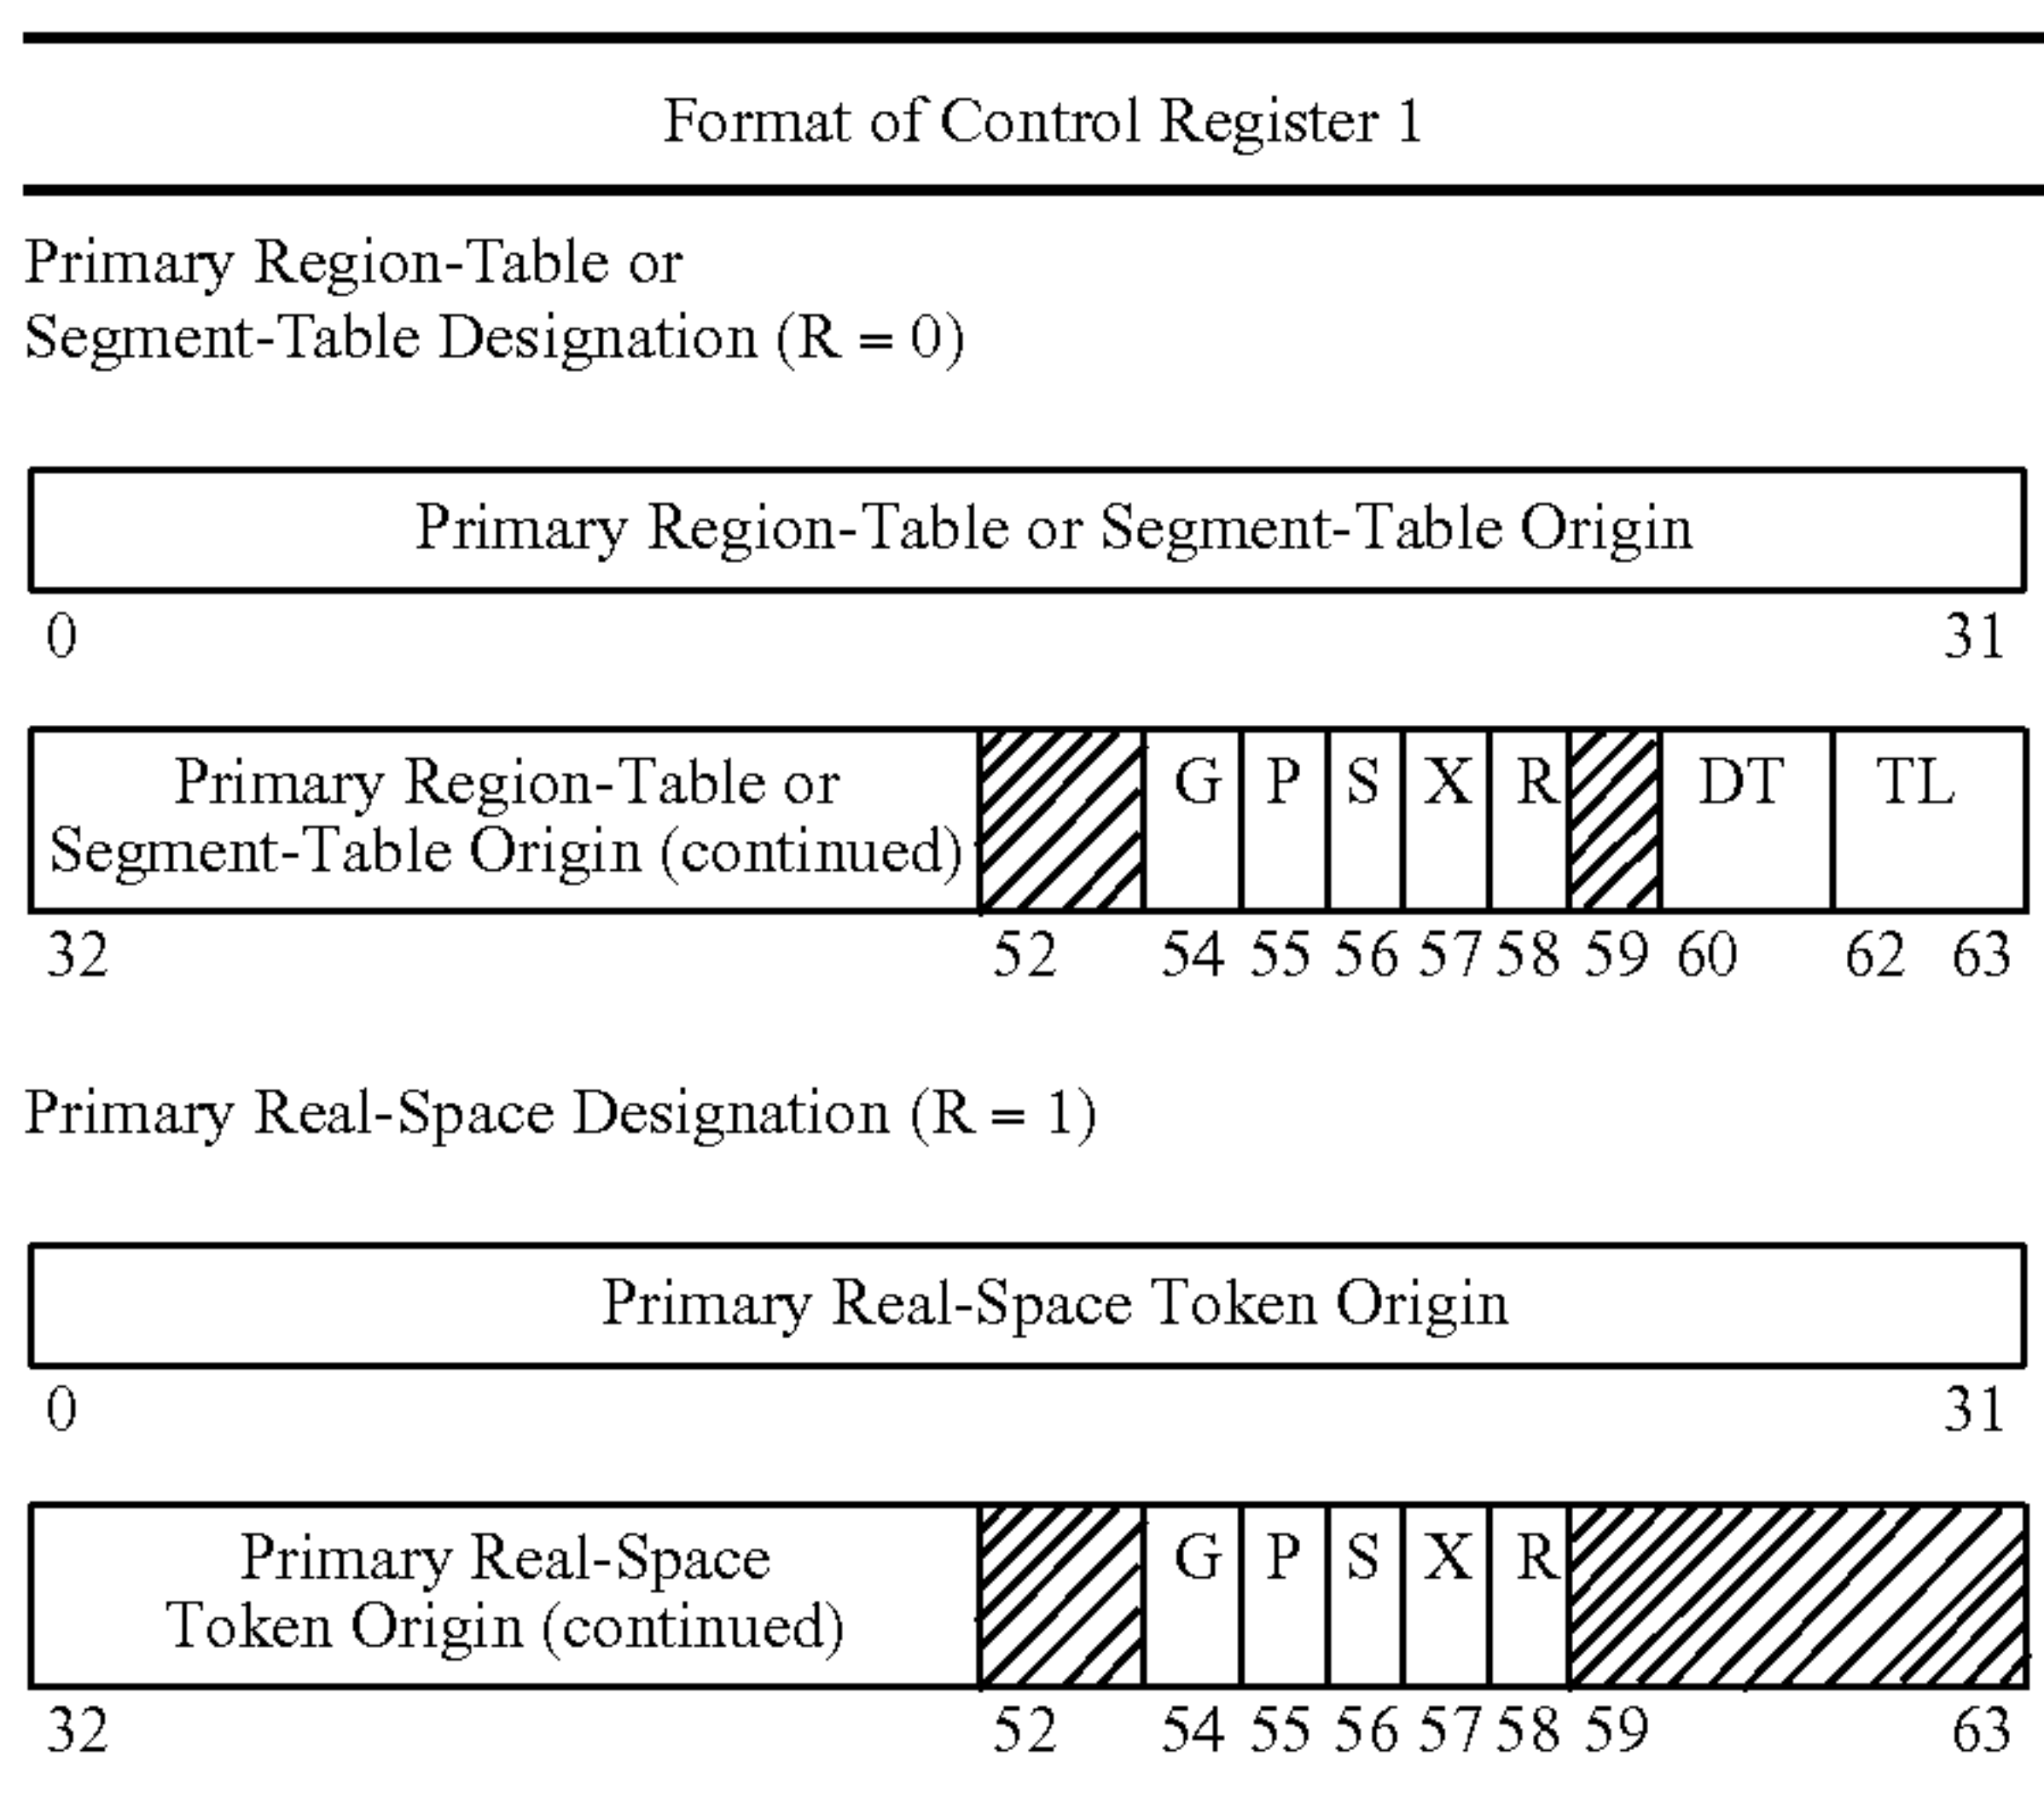 Format of Control Register 1
Primary Region-Table or
Segment-Table Designation (R = 0)
Primary Region-Table or Segment-Table Origin
0 31
Primary Region-Table or
Segment-Table Origin (continued)
G P S X R DT TL
32 52 54 55 56 57 58 59 60 62 63
Primary Real-Space Designation (R = 1)
Primary Real-Space Token Origin
0 31
Primary Real-Space
Token Origin (continued)
G P S X R
32 52 54 55 56 57 58 59 63